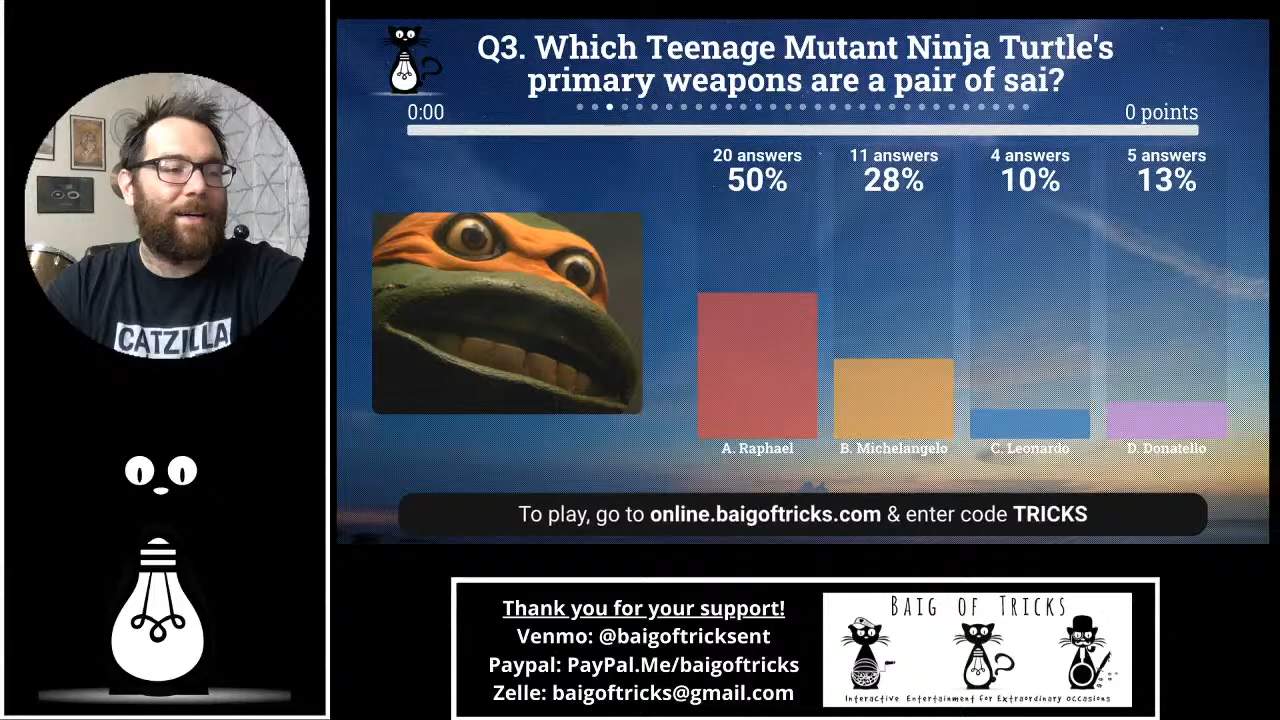 CATZILLA
Q3. Which Teenage Mutant Ninja Turtle's
primary weapons are a pair of sai?
0:00
0 points
20 answers
50%
11 answers
28%
4 answers
10%
5 answers
13%
A. Raphael
B. Michelangelo
C. Leonardo
D. Donatello
To play, go to online.baigoftricks.com & enter code TRICKS
Thank you for your support!
Venmo: @baigoftricksent
Paypal: PayPal.Me/baigoftricks
Zelle: baigoftricks@gmail.com
BAIG OF TRICKS
Interactive Entertainment for Extraordinary occasions